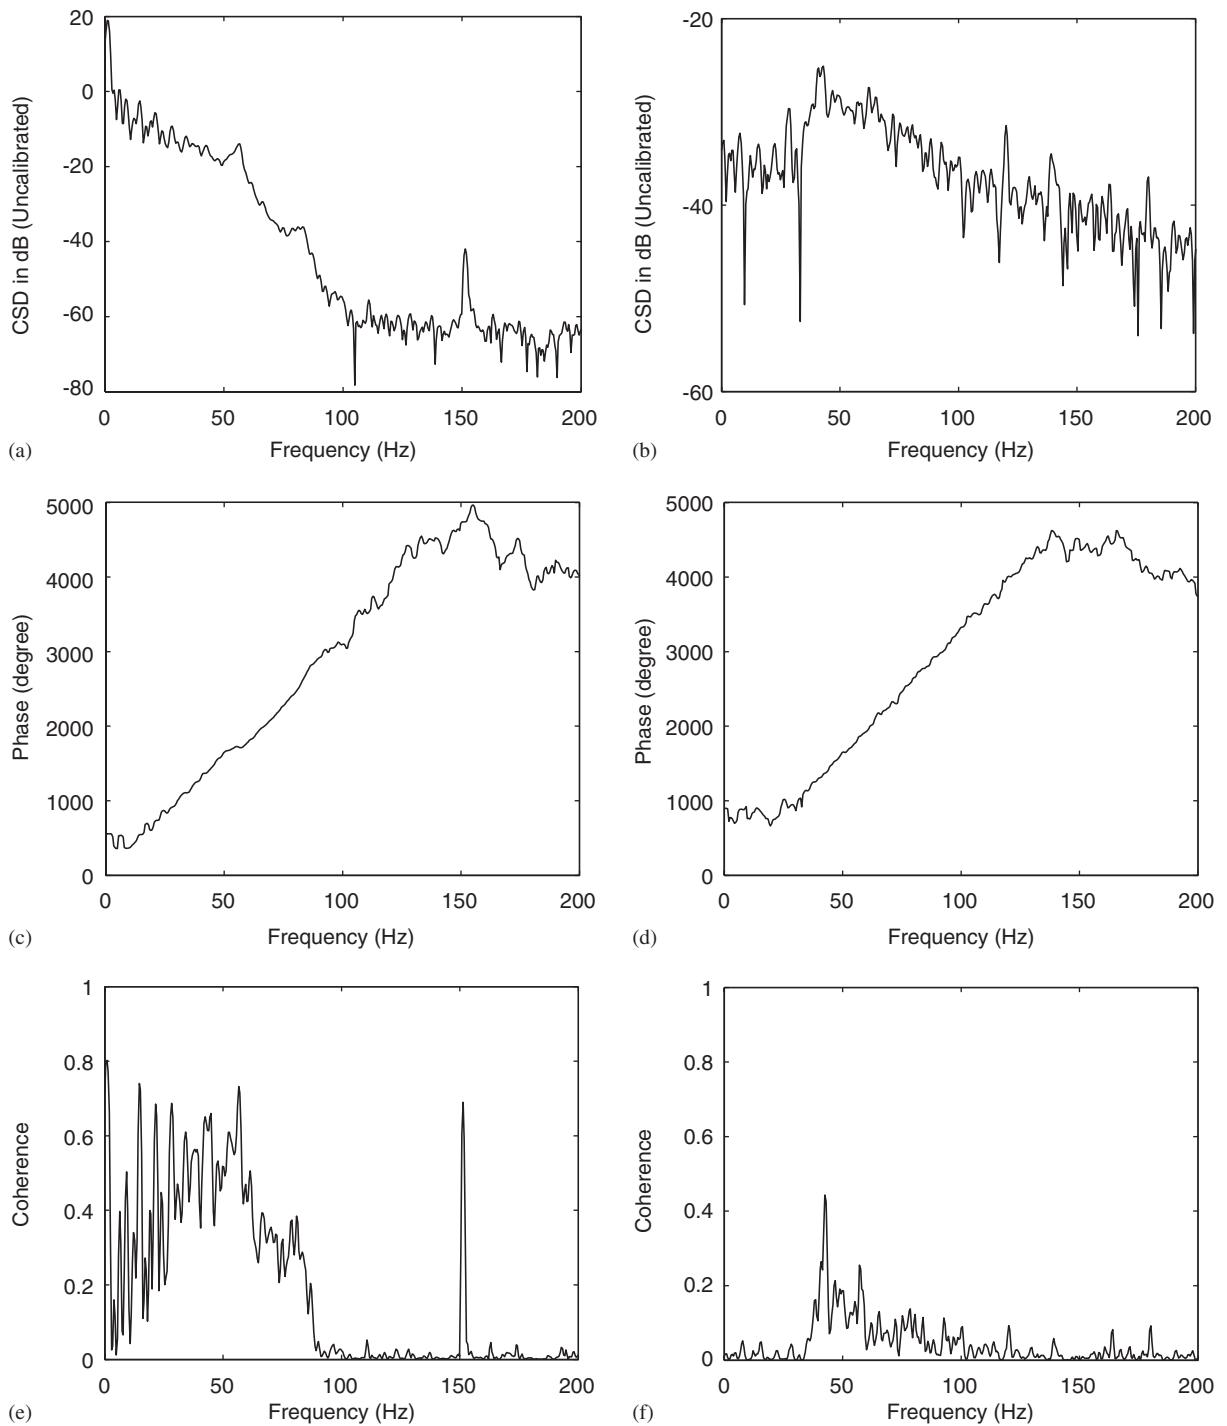 20
0
-20
-40
-60
-80
CSD in dB (Uncalibrated)
0 50 100 150 200
Frequency (Hz)
(a)
-20
-40
-60
CSD in dB (Uncalibrated)
0 50 100 150 200
Frequency (Hz)
(b)
5000
4000
3000
2000
1000
0
Phase (degree)
0 50 100 150 200
Frequency (Hz)
(c)
5000
4000
3000
2000
1000
0
Phase (degree)
0 50 100 150 200
Frequency (Hz)
(d)
1
0.8
0.6
0.4
0.2
0
Coherence
0 50 100 150 200
Frequency (Hz)
(e)
1
0.8
0.6
0.4
0.2
0
Coherence
0 50 100 150 200
Frequency (Hz)
(f)